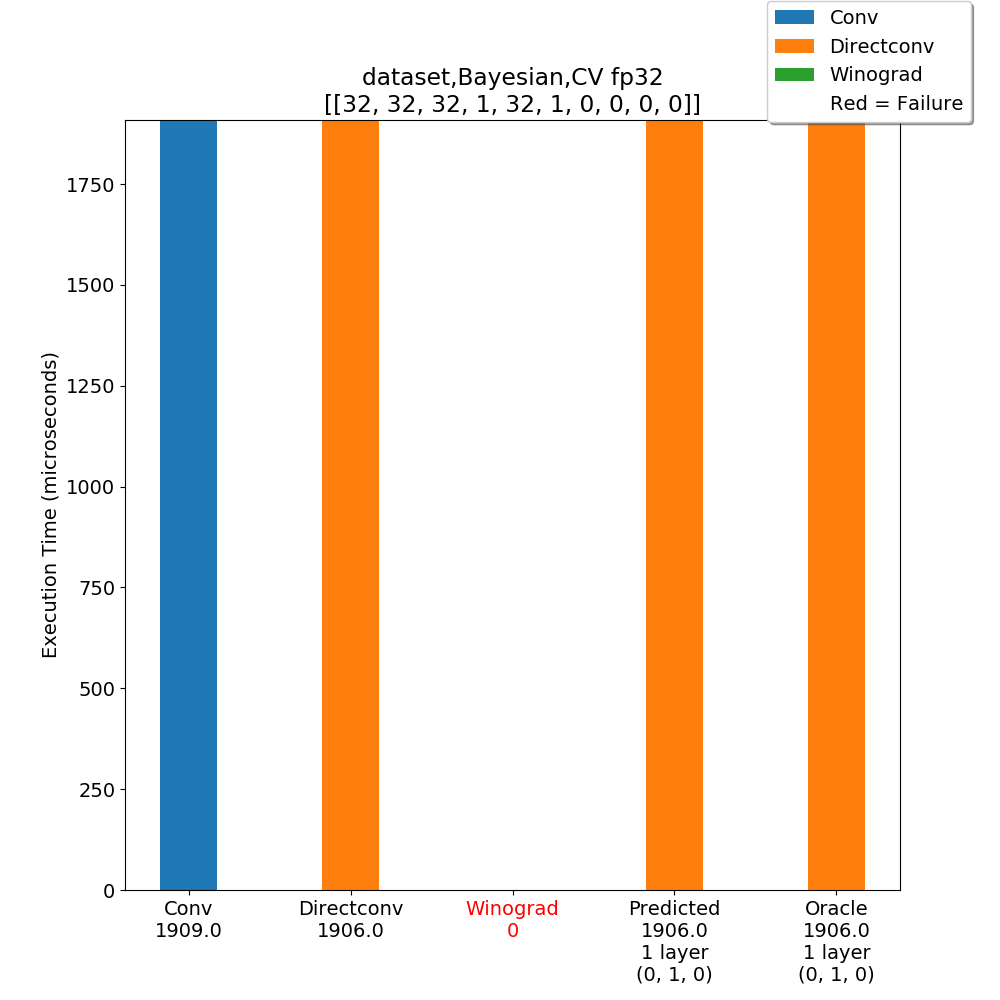 Conv
Directconv
Winograd
Red = Failure
dataset,Bayesian,CV fp32
[[32, 32, 32, 1, 32, 1, 0, 0, 0, 0]]
Execution Time (microseconds)
1750
1500
1250
1000
750
500
250
0
Conv
1909.0
Directconv
1906.0
Winograd
0
Predicted
1906.0
1 layer
(0, 1, 0)
Oracle
1906.0
1 layer
(0, 1, 0)